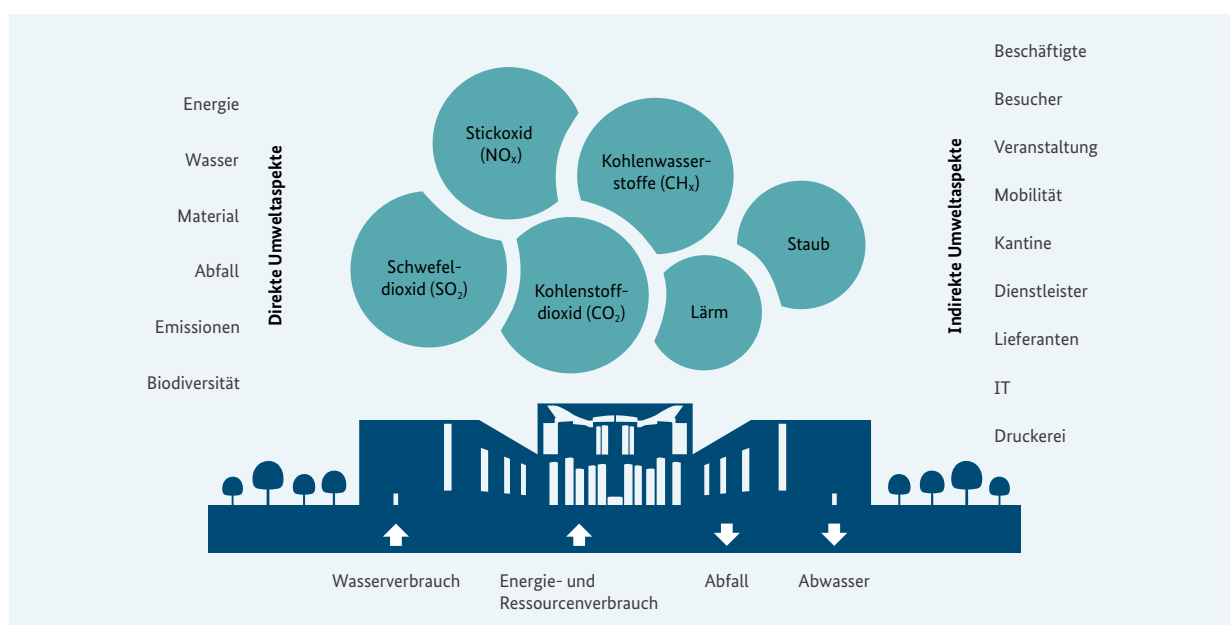 Energie
Wasser
Material
Abfall
Emissionen
Biodiversität
Direkte Umweltaspekte
Stickoxid
(NOₓ)
Kohlenwasser-
stoffe (CHₓ)
Staub
Schwefel-
dioxid (SO₂)
Kohlenstoff-
dioxid (CO₂)
Lärm
Indirekte Umweltaspekte
Beschäftigte
Besucher
Veranstaltung
Mobilität
Kantine
Dienstleister
Lieferanten
IT
Druckerei
Wasserverbrauch
Energie- und
Ressourcenverbrauch
Abfall
Abwasser